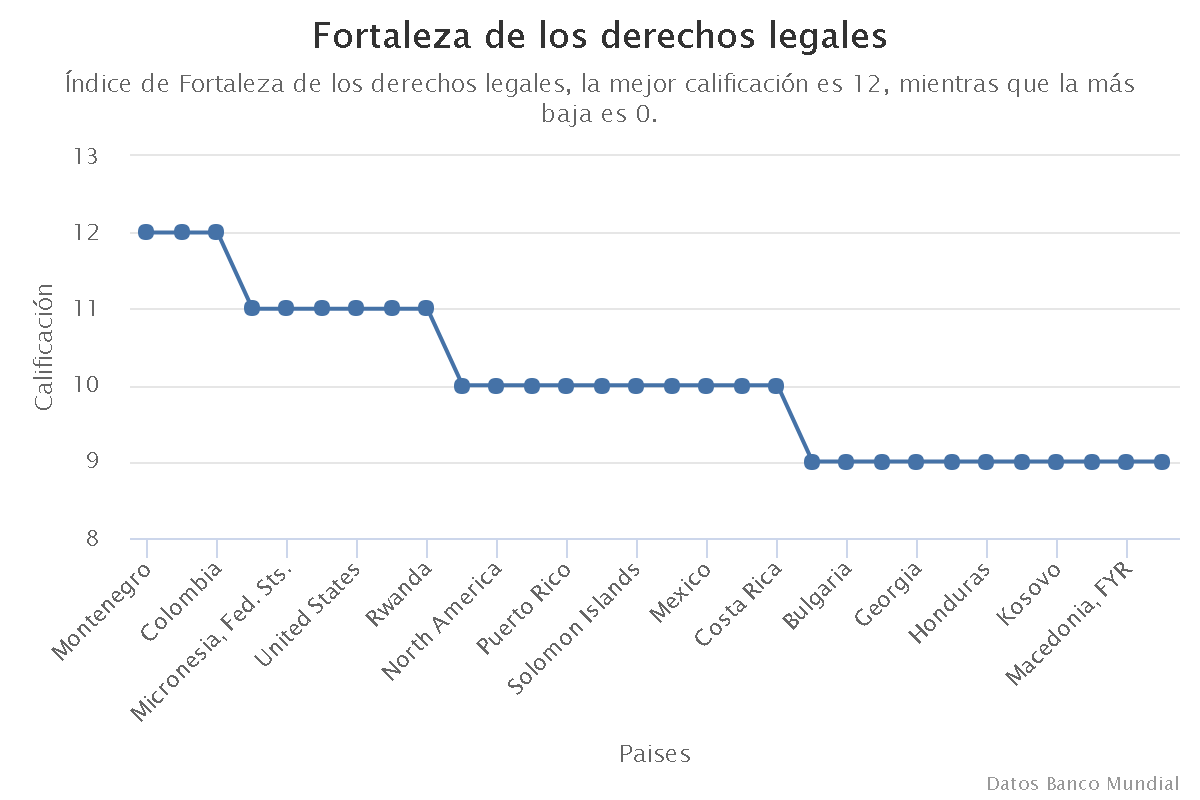 Fortaleza de los derechos legales
Índice de Fortaleza de los derechos legales, la mejor calificación es 12, mientras que la más
baja es 0.
13
12
11
10
9
8
Calificación
Montenegro
Colombia
Micronesia, Fed. Sts.
United States
Rwanda
North America
Puerto Rico
Solomon Islands
Mexico
Costa Rica
Bulgaria
Georgia
Honduras
Kosovo
Macedonia, FYR
Paises
Datos Banco Mundial